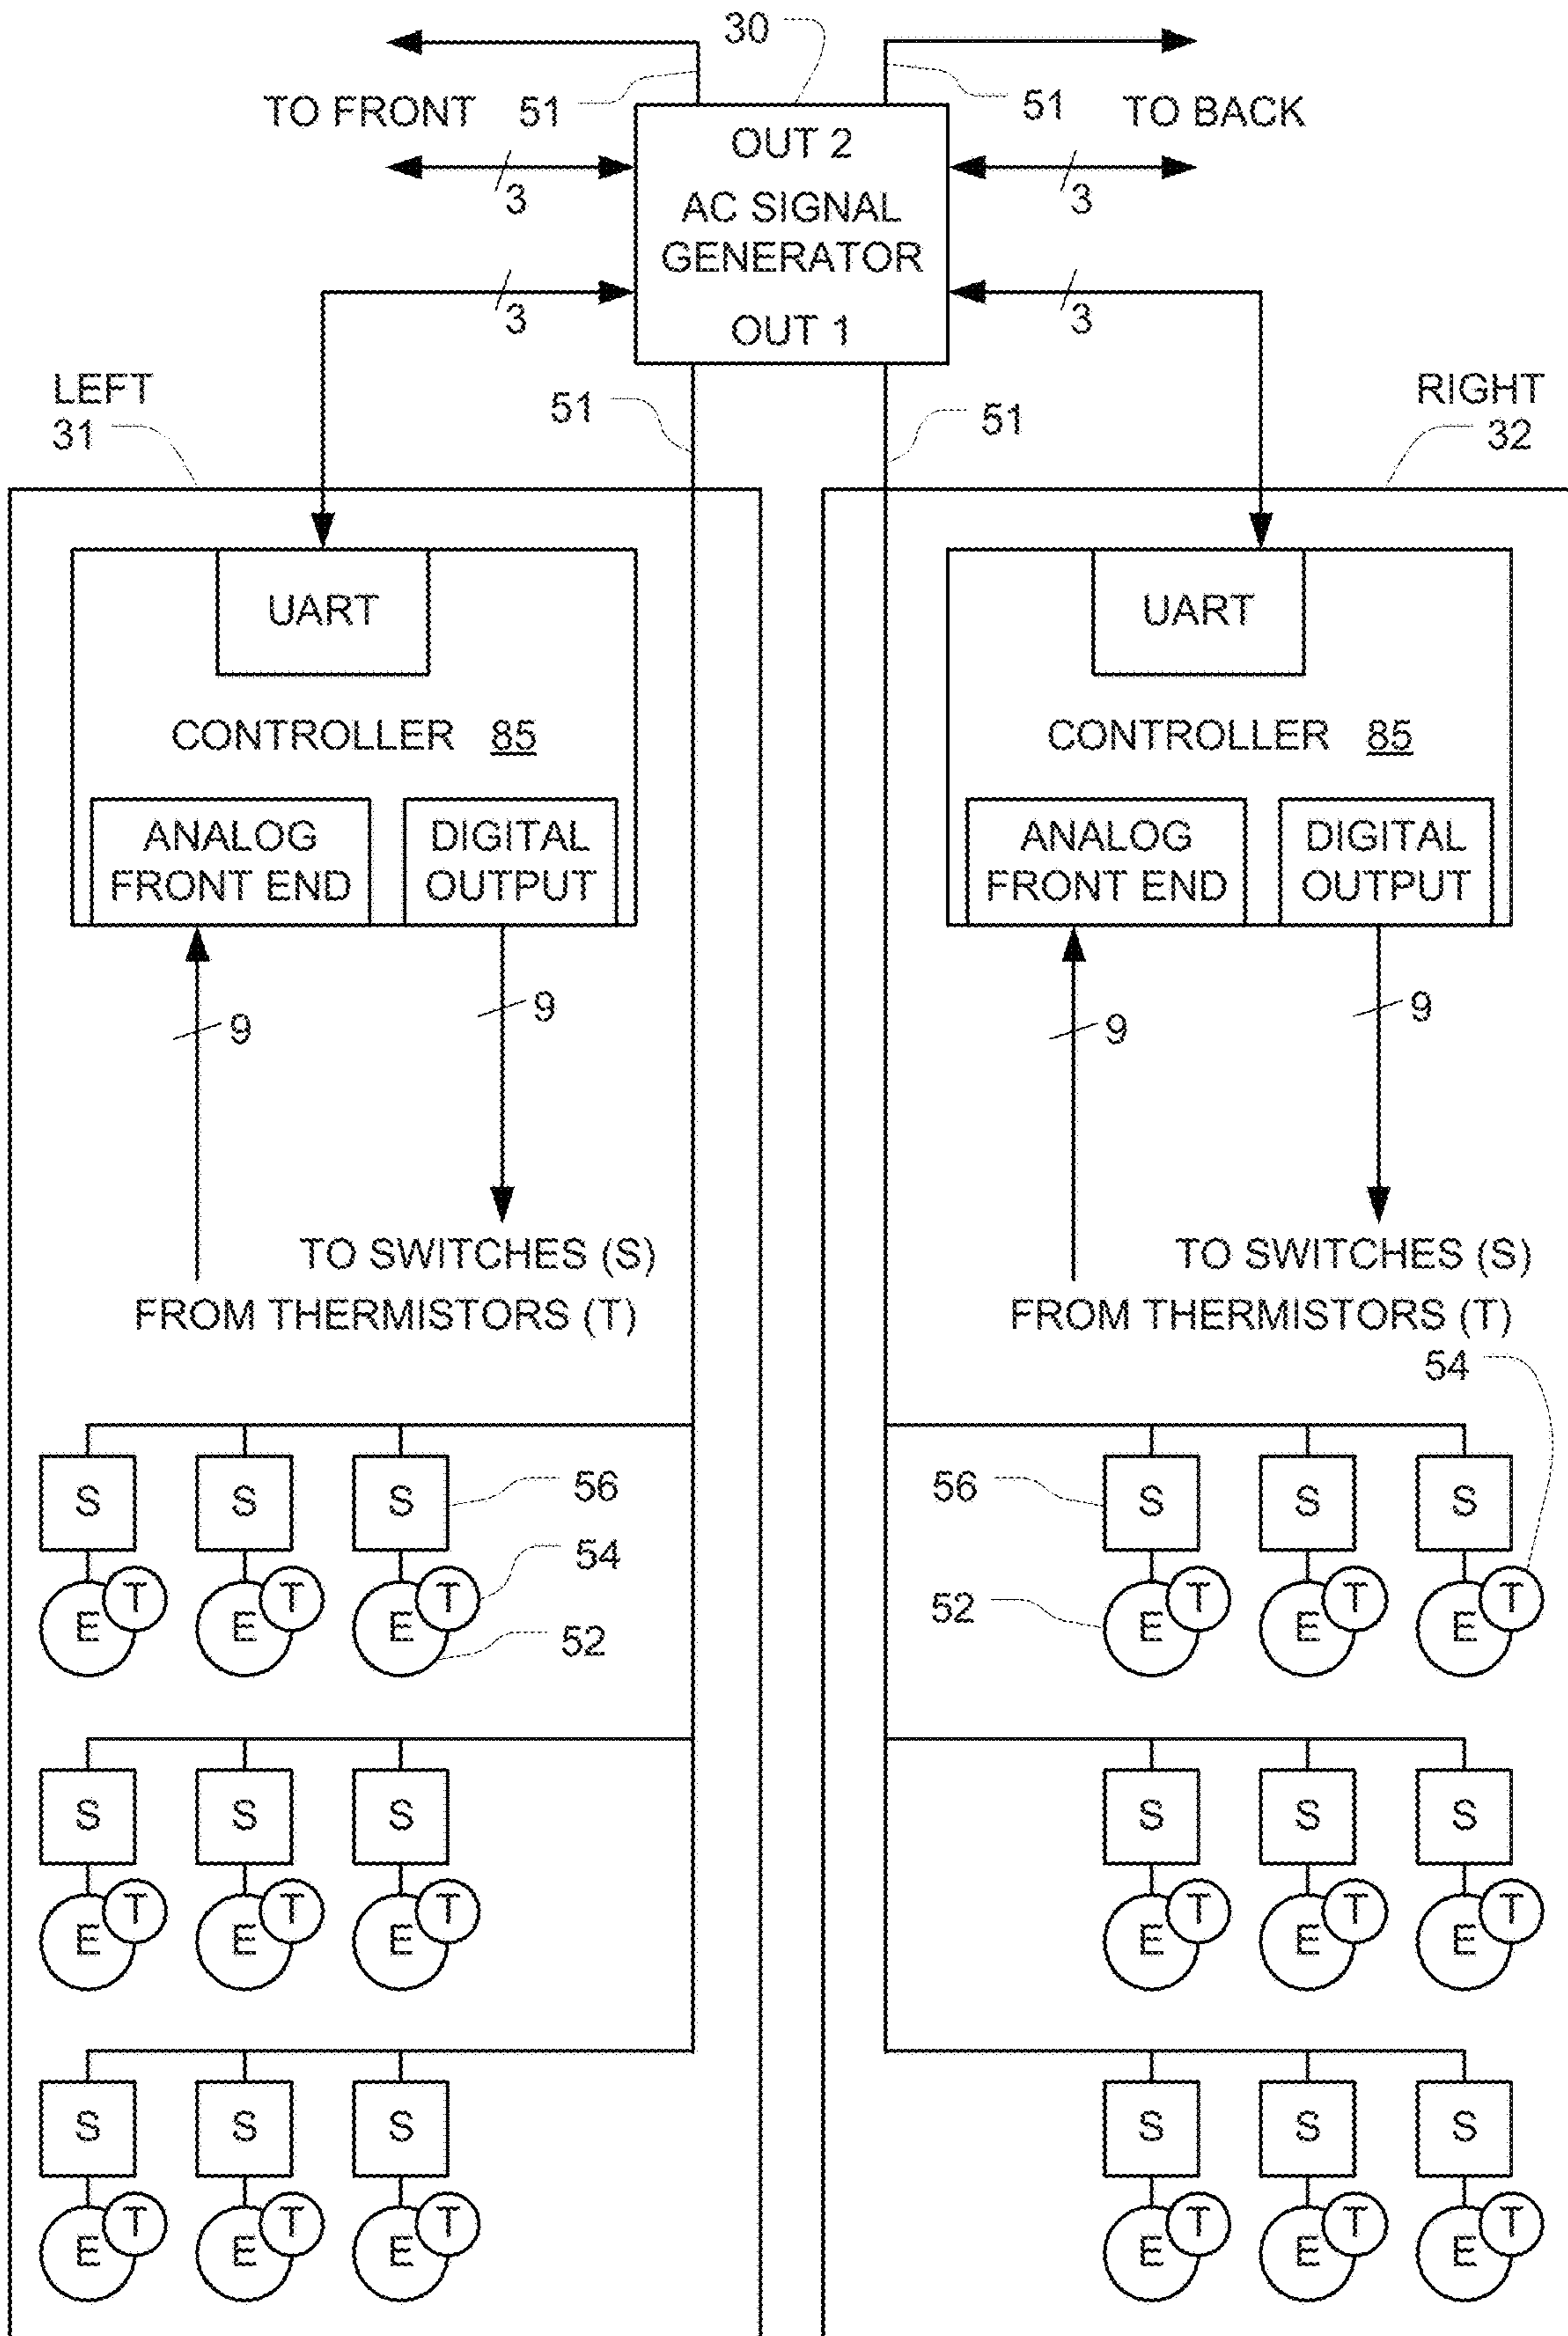 30
TO FRONT 51
51 TO BACK
OUT 2
3
AC SIGNAL
3
GENERATOR
3
OUT 1
3
LEFT
31
51
51
RIGHT
32
UART
UART
CONTROLLER 85
CONTROLLER 85
ANALOG
FRONT END
DIGITAL
OUTPUT
ANALOG
FRONT END
DIGITAL
OUTPUT
9
9
9
9
TO SWITCHES (S)
FROM THERMISTORS (T)
TO SWITCHES (S)
FROM THERMISTORS (T)
54
S S S 56
56 S S S
T T T 54
T T T
E E E 52
52 E E E
S S S
S S S
T T T
T T T
E E E
E E E
S S S
S S S
T T T
T T T
E E E
E E E